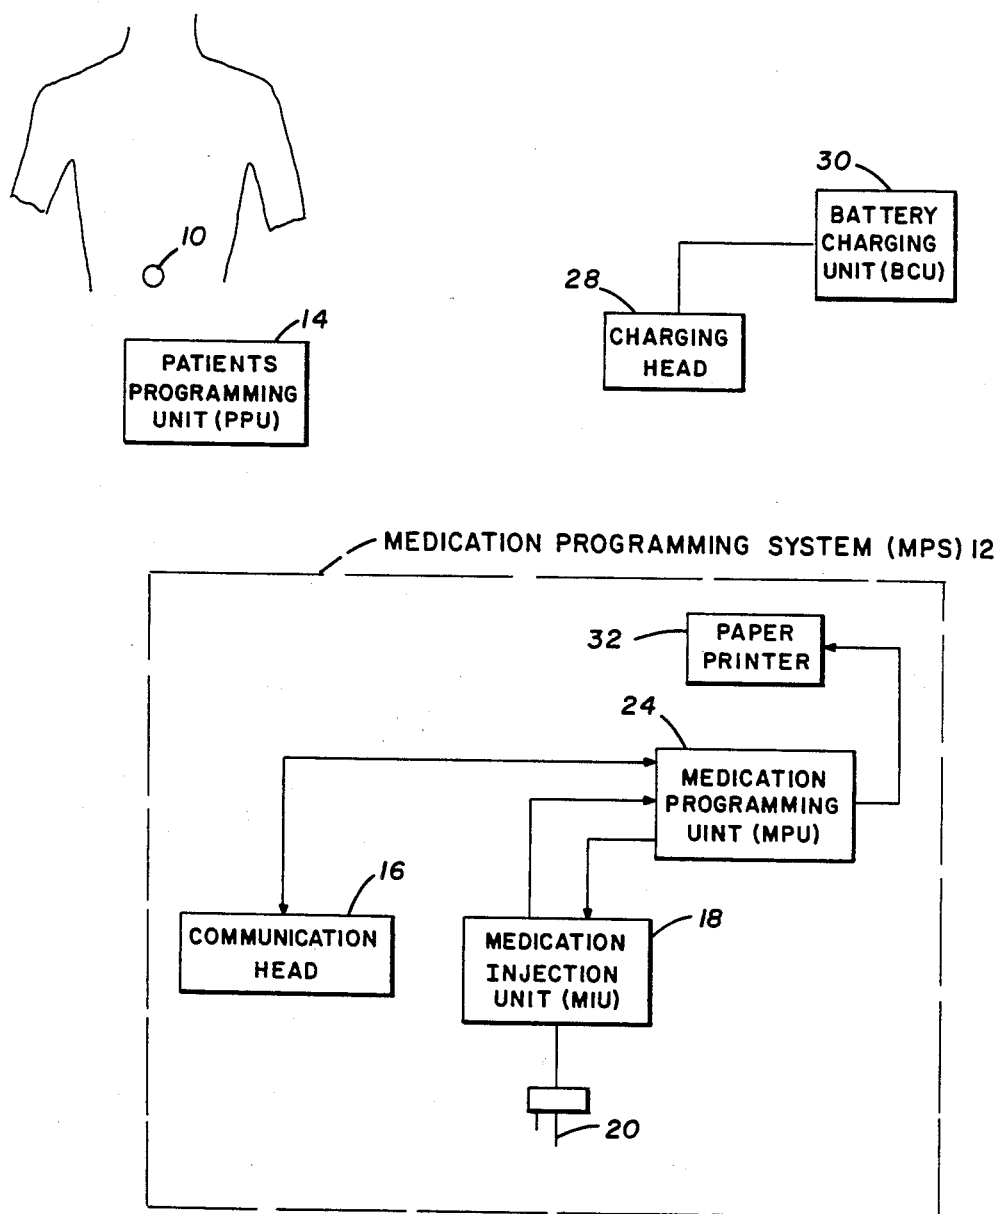 10
14
PATIENTS
PROGRAMMING
UNIT (PPU)
30
BATTERY
CHARGING
UNIT (BCU)
28
CHARGING
HEAD
MEDICATION PROGRAMMING SYSTEM (MPS) 12
32
PAPER
PRINTER
24
MEDICATION
PROGRAMMING
UINT (MPU)
16
COMMUNICATION
HEAD
18
MEDICATION
INJECTION
UNIT (MIU)
20